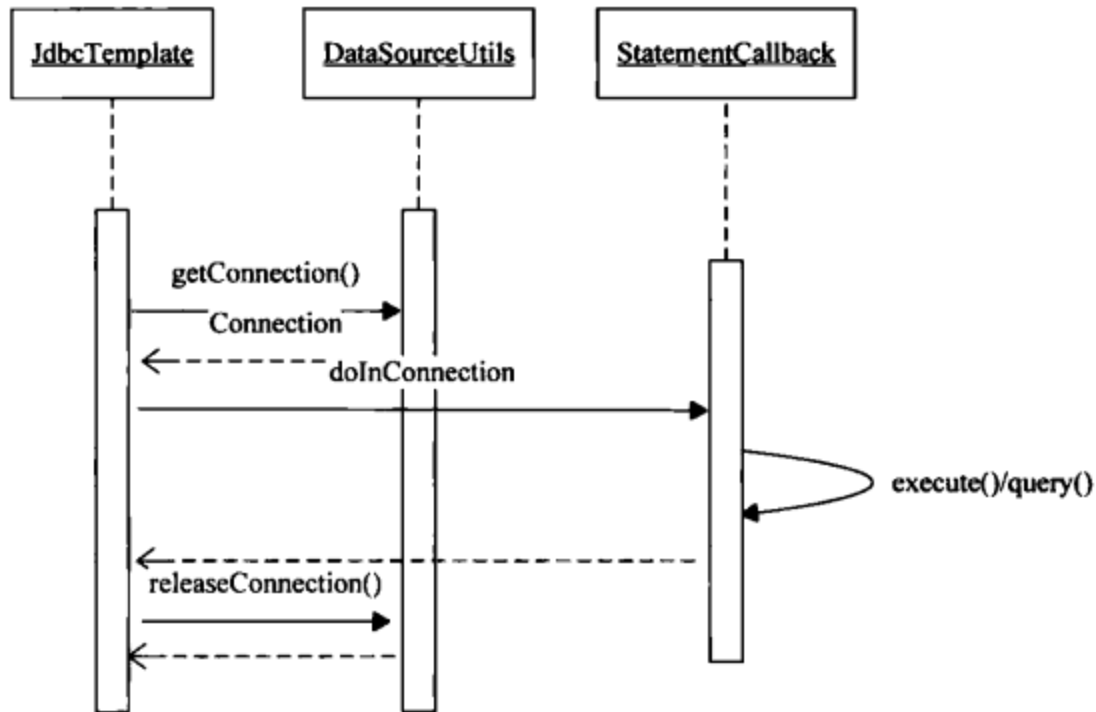 JdbcTemplate
DataSourceUtils
StatementCallback
getConnection()
Connection
doInConnection
execute()/query()
releaseConnection()